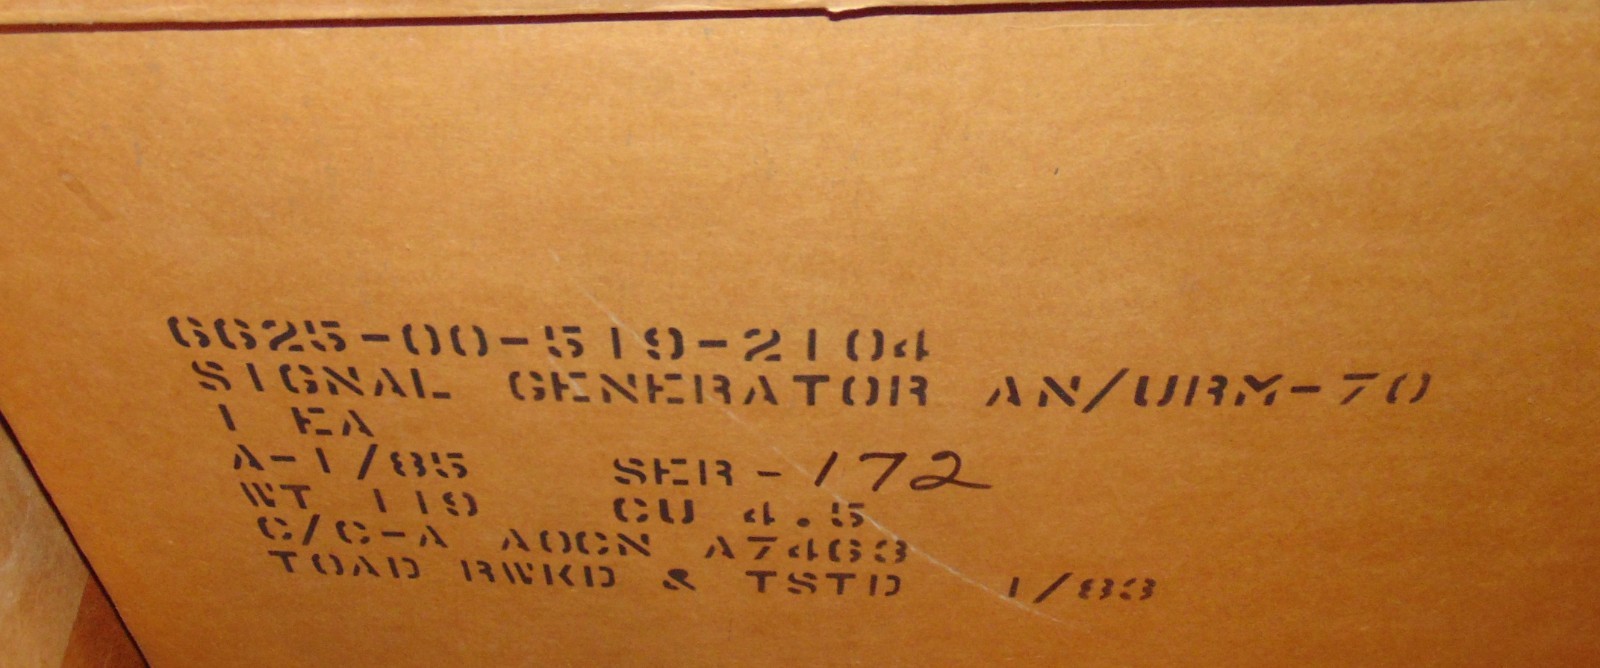 6625-00-519-2104
SIGNAL GENERATOR AN/URM-70
1 EA
A-1/85 SER-172
WT 119 CU 4.5
C/C-A AOCN A7463
TOAD RWKD & TSTD 1/83